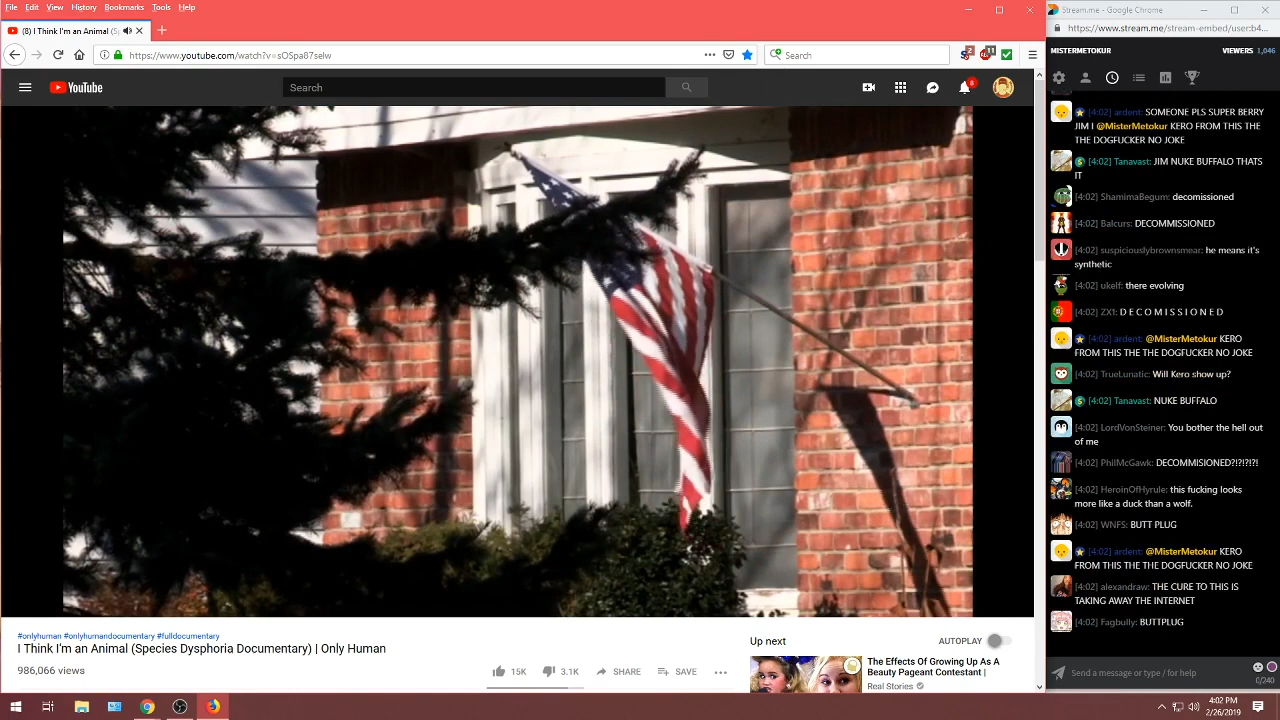 File Edit View History Bookmarks Tools Help
Stream.me - Google Chrome
(8) I Think I'm an Animal (Sp
https://www.stream.me/stream-embed/user:b4...
https://www.youtube.com/watch?v=sOSpa87selw
Search
2
11
MISTERMETOKUR
VIEWERS 1,046
YouTube
Search
8
[4:02] ardent: SOMEONE PLS SUPER BERRY
JIM I @MisterMetokur KERO FROM THIS THE
THE DOGFUCKER NO JOKE
[4:02] Tanavast: JIM NUKE BUFFALO THATS
IT
[4:02] ShamimaBegum: decomissioned
[4:02] Balcurs: DECOMMISSIONED
[4:02] suspiciouslybrownsmear: he means it's
synthetic
[4:02] ukelf: there evolving
[4:02] ZX1: D E C O M I S S I O N E D
[4:02] ardent: @MisterMetokur KERO
FROM THIS THE THE DOGFUCKER NO JOKE
[4:02] TrueLunatic: Will Kero show up?
[4:02] Tanavast: NUKE BUFFALO
[4:02] LordVonSteiner: You bother the hell out
of me
[4:02] PhilMcGawk: DECOMMISIONED?!?!?!?!
[4:02] HeroinOfHyrule: this fucking looks
more like a duck than a wolf.
[4:02] WNFS: BUTT PLUG
[4:02] ardent: @MisterMetokur KERO
FROM THIS THE THE DOGFUCKER NO JOKE
[4:02] alexandraw: THE CURE TO THIS IS
TAKING AWAY THE INTERNET
[4:02] Fagbully: BUTTPLUG
Send a message or type / for help
0/240
#onlyhuman #onlyhumandocumentary #fulldocumentary
I Think I'm an Animal (Species Dysphoria Documentary) | Only Human
986,066 views
15K
3.1K
SHARE
SAVE
Up next
AUTOPLAY
The Effects Of Growing Up As A
Beauty Pageant Contestant |
Real Stories
4:02 PM
2/26/2019